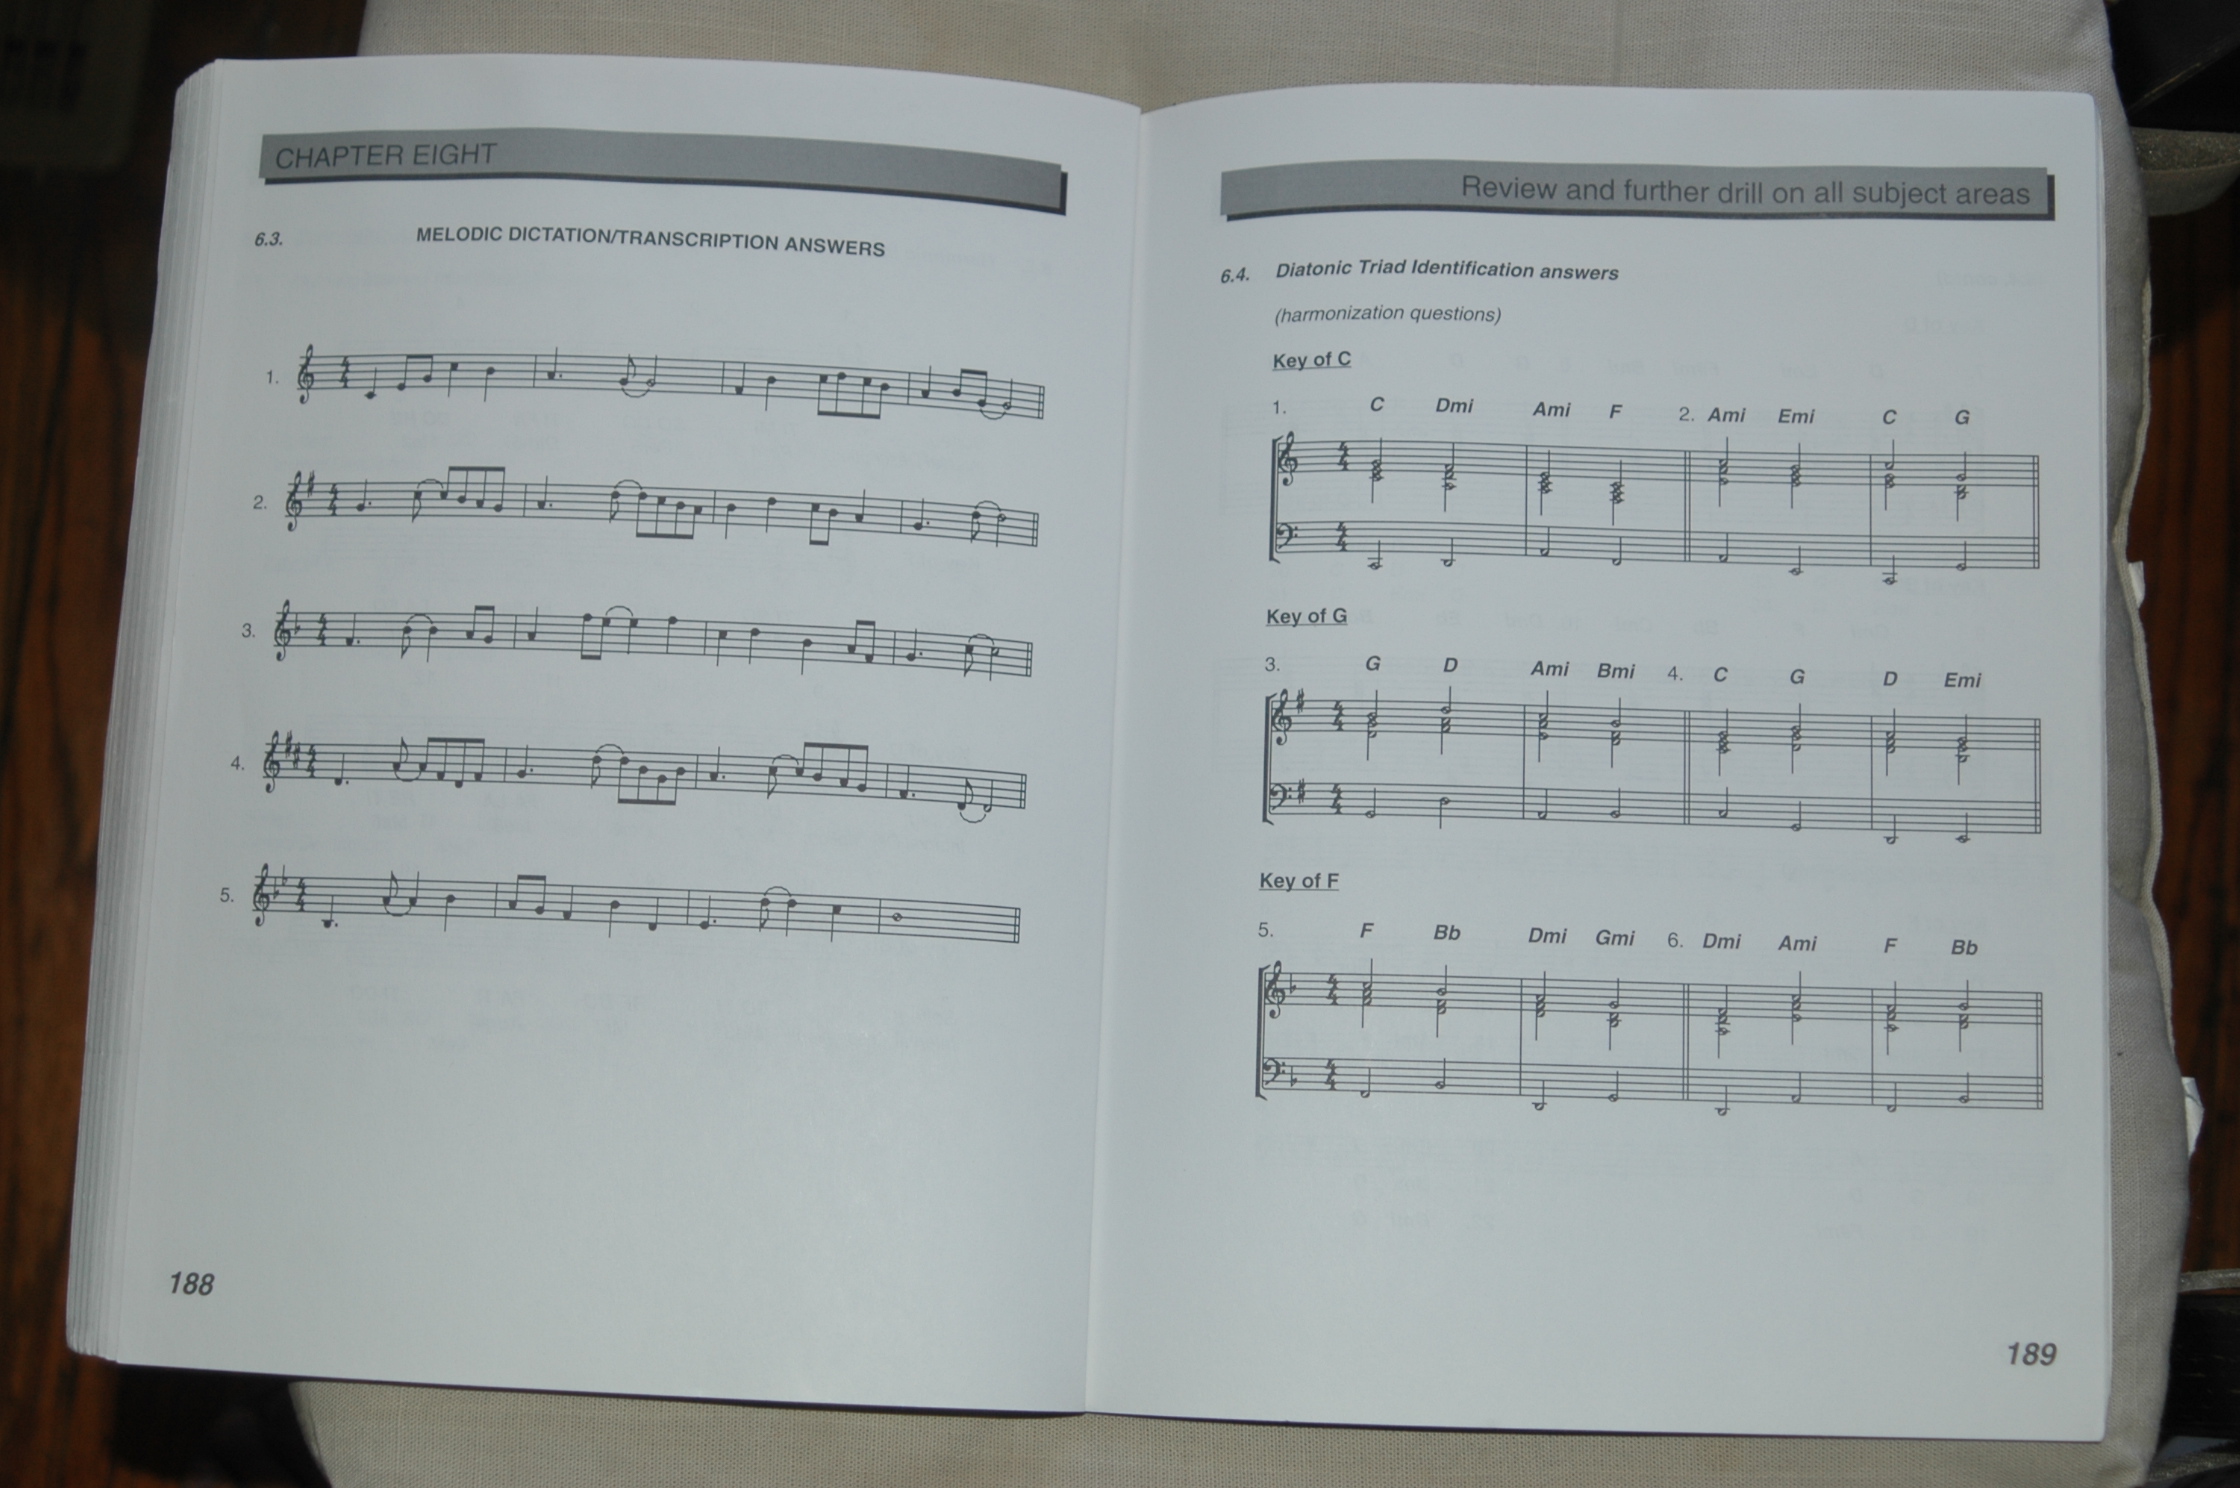 CHAPTER EIGHT
6.3. MELODIC DICTATION/TRANSCRIPTION ANSWERS
1.
2.
3.
4.
5.
188
Review and further drill on all subject areas
6.4. Diatonic Triad Identification answers
(harmonization questions)
Key of C
1. C Dmi Ami F 2. Ami Emi C G
Key of G
3. G D Ami Bmi 4. C G D Emi
Key of F
5. F Bb Dmi Gmi 6. Dmi Ami F Bb
189